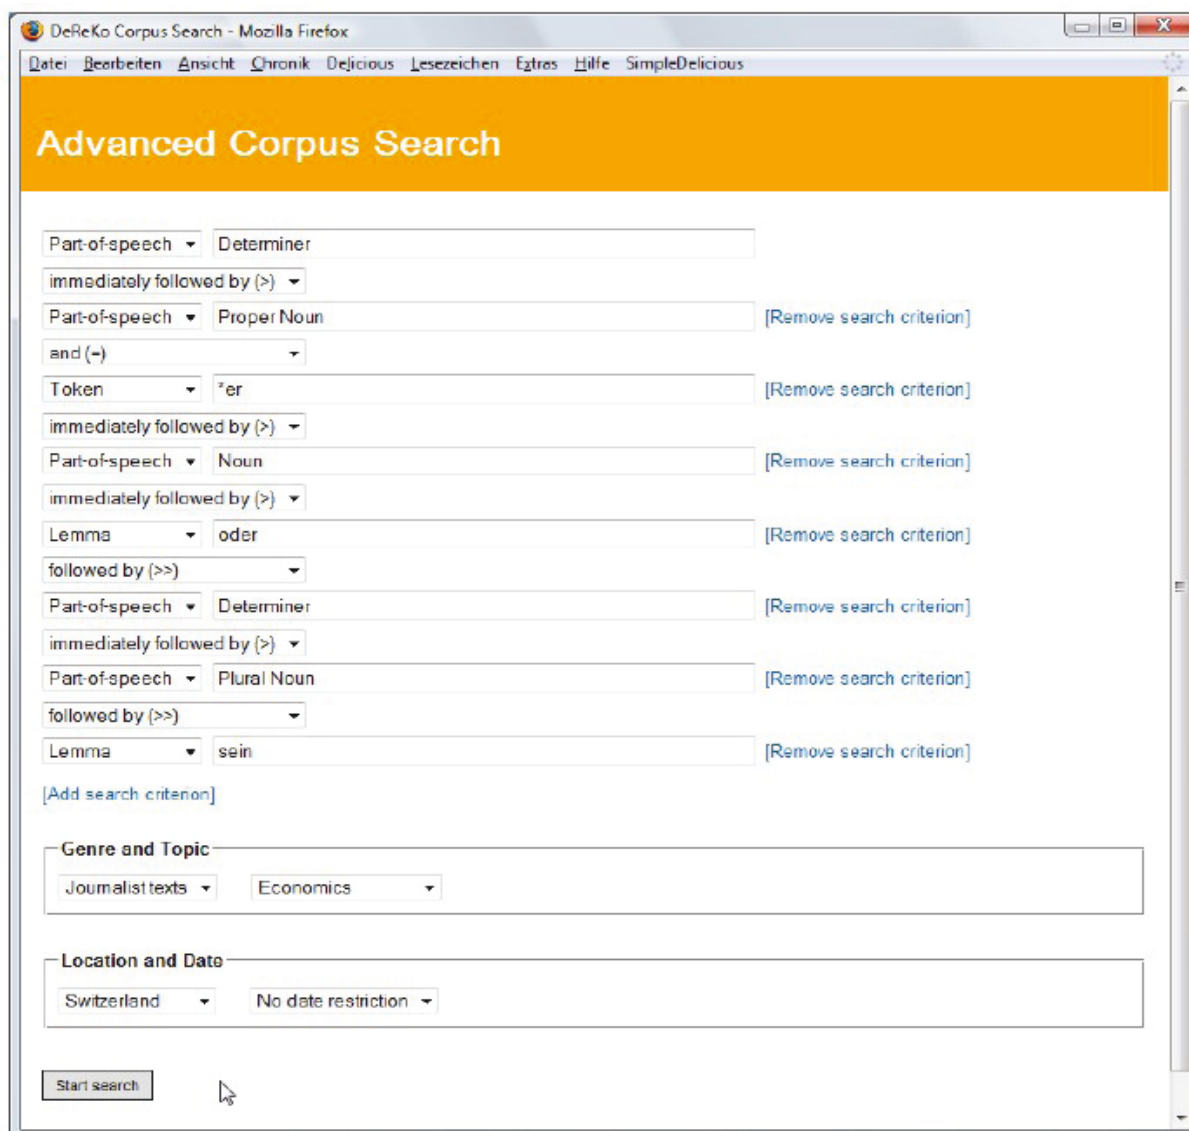 DeReKo Corpus Search - Mozilla Firefox
Datei Bearbeiten Ansicht Chronik Delicious Lesezeichen Extras Hilfe SimpleDelicious
Advanced Corpus Search
Part-of-speech Determiner
immediately followed by (>)
Part-of-speech Proper Noun [Remove search criterion]
and (=)
Token *er [Remove search criterion]
immediately followed by (>)
Part-of-speech Noun [Remove search criterion]
immediately followed by (>)
Lemma oder [Remove search criterion]
followed by (>>)
Part-of-speech Determiner [Remove search criterion]
immediately followed by (>)
Part-of-speech Plural Noun [Remove search criterion]
followed by (>>)
Lemma sein [Remove search criterion]
[Add search criterion]
Genre and Topic
Journalist texts Economics
Location and Date
Switzerland No date restriction
Start search